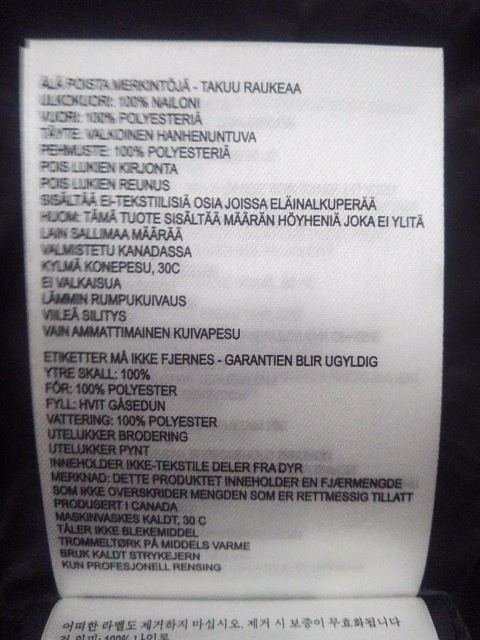 ÄLÄ POISTA MERKINTÖJÄ - TAKUU RAUKEAA
ULKOKUORI: 100% NAILONI
VUORI: 100% POLYESTERIÄ
TÄYTE: VALKOINEN HANHENUNTUVA
PEHMUSTE: 100% POLYESTERIÄ
POIS LUKIEN KIRJONTA
POIS LUKIEN REUNUS
SISÄLTÄÄ EI-TEKSTIILISIÄ OSIA JOISSA ELÄINALKUPERÄÄ
HUOM: TÄMÄ TUOTE SISÄLTÄÄ MÄÄRÄN HÖYHENIÄ JOKA EI YLITÄ
LAIN SALLIMAA MÄÄRÄÄ
VALMISTETU KANADASSA
KYLMÄ KONEPESU, 30C
EI VALKAISUA
LÄMMIN RUMPUKUIVAUS
VIILEÄ SILITYS
VAIN AMMATTIMAINEN KUIVAPESU
ETIKETTER MÅ IKKE FJERNES - GARANTIEN BLIR UGYLDIG
YTRE SKALL: 100%
FÔR: 100% POLYESTER
FYLL: HVIT GÅSEDUN
VATTERING: 100% POLYESTER
UTELUKKER BRODERING
UTELUKKER PYNT
INNEHOLDER IKKE-TEKSTILE DELER FRA DYR
MERKNAD: DETTE PRODUKTET INNEHOLDER EN FJÆRMENGDE
SOM IKKE OVERSKRIDER MENGDEN SOM ER RETTMESSIG TILLATT
PRODUSERT I CANADA
MASKINVASKES KALDT, 30 C
TÅLER IKKE BLEKEMIDDEL
TROMMELTØRK PÅ MIDDELS VARME
BRUK KALDT STRYKEJERN
KUN PROFESJONELL RENSING
어떠한 라벨도 제거하지 마십시오. 제거 시 보증이 무효화됩니다
겉 외피: 100% 나일론